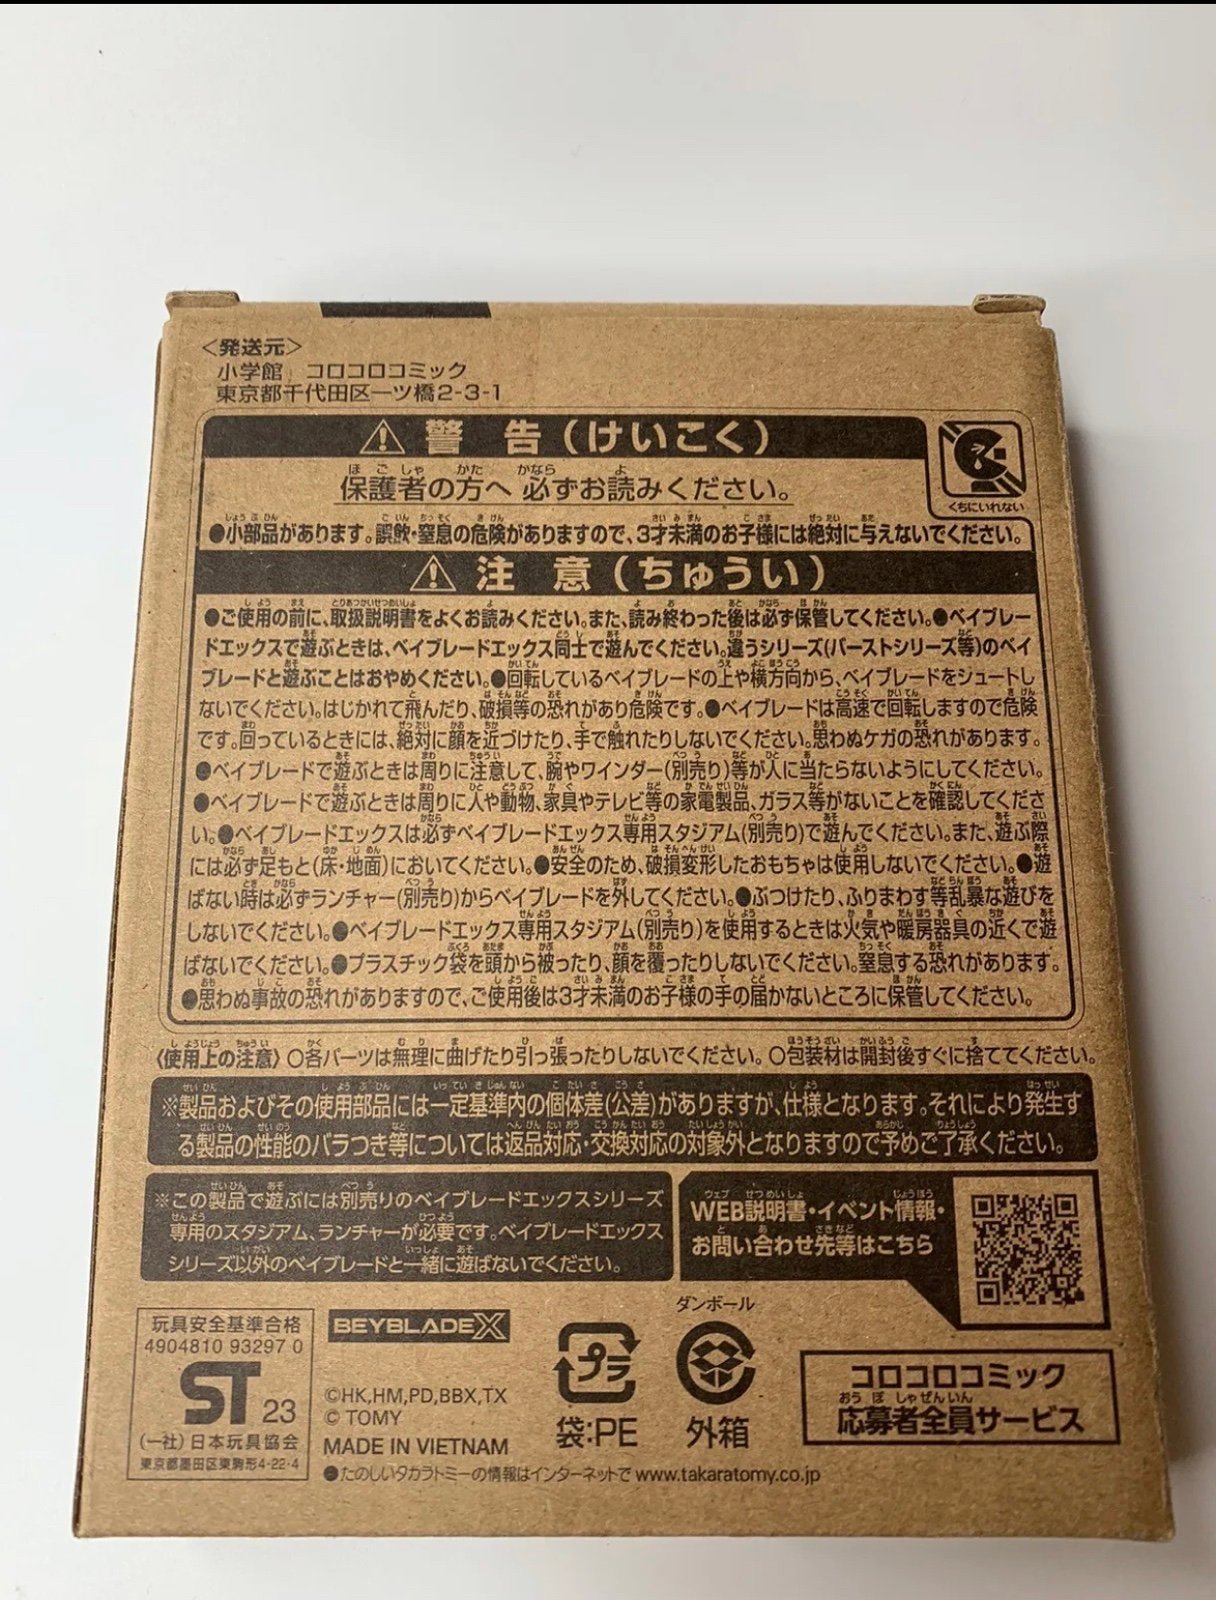 ＜発送元＞
小学館　コロコロコミック
東京都千代田区一ツ橋2-3-1
警　告（けいこく）
保護者の方へ 必ずお読みください。
くちにいれない
●小部品があります。誤飲・窒息の危険がありますので、3才未満のお子様には絶対に与えないでください。
注　意（ちゅうい）
●ご使用の前に、取扱説明書をよくお読みください。また、読み終わった後は必ず保管してください。●ベイブレー
ドエックスで遊ぶときは、ベイブレードエックス同士で遊んでください。違うシリーズ(バーストシリーズ等)のベイ
ブレードと遊ぶことはおやめください。●回転しているベイブレードの上や横方向から、ベイブレードをシュートし
ないでください。はじかれて飛んだり、破損等の恐れがあり危険です。●ベイブレードは高速で回転しますので危険
です。回っているときには、絶対に顔を近づけたり、手で触れたりしないでください。思わぬケガの恐れがあります。
●ベイブレードで遊ぶときは周りに注意して、腕やワインダー(別売り)等が人に当たらないようにしてください。
●ベイブレードで遊ぶときは周りに人や動物、家具やテレビ等の家電製品、ガラス等がないことを確認してくださ
い。●ベイブレードエックスは必ずベイブレードエックス専用スタジアム(別売り)で遊んでください。また、遊ぶ際
には必ず足もと(床・地面)においてください。●安全のため、破損変形したおもちゃは使用しないでください。●遊
ばない時は必ずランチャー(別売り)からベイブレードを外してください。●ぶつけたり、ふりまわす等乱暴な遊びを
しないでください。●ベイブレードエックス専用スタジアム(別売り)を使用するときは火気や暖房器具の近くで遊
ばないでください。●プラスチック袋を頭から被ったり、顔を覆ったりしないでください。窒息する恐れがあります。
●思わぬ事故の恐れがありますので、ご使用後は3才未満のお子様の手の届かないところに保管してください。
〈使用上の注意〉○各パーツは無理に曲げたり引っ張ったりしないでください。○包装材は開封後すぐに捨ててください。
※製品およびその使用部品には一定基準内の個体差(公差)がありますが、仕様となります。それにより発生す
る製品の性能のバラつき等については返品対応・交換対応の対象外となりますので予めご了承ください。
※この製品で遊ぶには別売りのベイブレードエックスシリーズ
専用のスタジアム、ランチャーが必要です。ベイブレードエックス
シリーズ以外のベイブレードと一緒に遊ばないでください。
WEB説明書・イベント情報・
お問い合わせ先等はこちら
玩具安全基準合格
4904810 93297 0
ST 23
(一社)日本玩具協会
東京都墨田区東駒形4-22-4
BEYBLADE X
©HK,HM,PD,BBX,TX
© TOMY
MADE IN VIETNAM
プラ
袋:PE
ダンボール
外箱
コロコロコミック
応募者全員サービス
●たのしいタカラトミーの情報はインターネットで www.takaratomy.co.jp